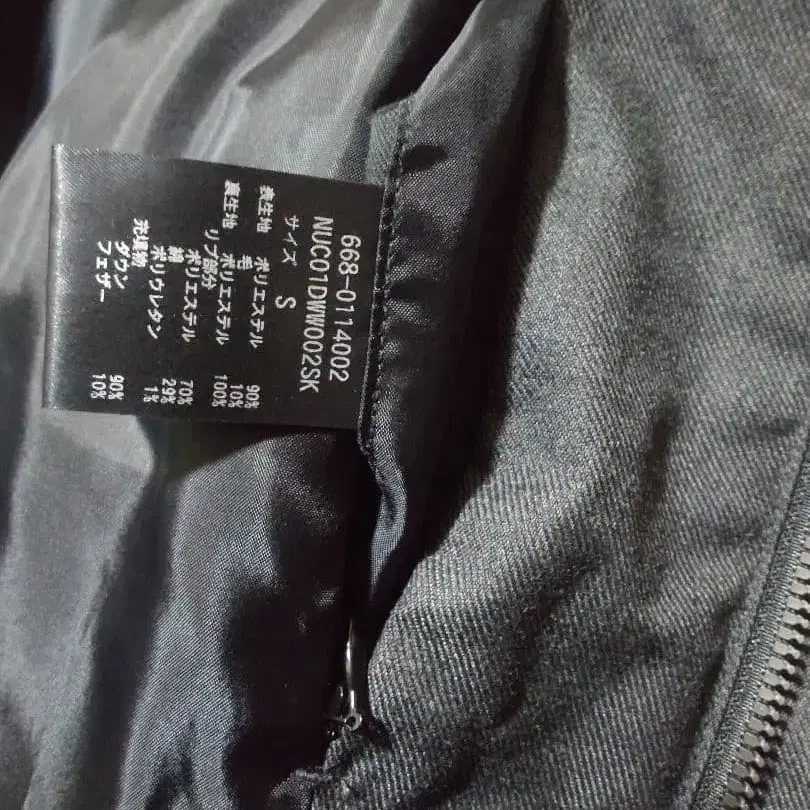 668-0114002
NUC01DWW002SK
サイズ S
表生地 ポリエステル 90%
毛 10%
裏生地 ポリエステル 100%
リブ部分
ポリエステル 70%
綿 29%
ポリウレタン 1%
充填物
ダウン 90%
フェザー 10%